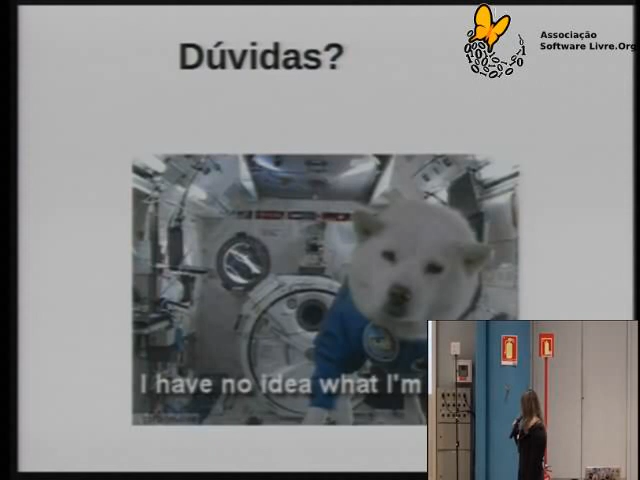 Dúvidas?
Associação
Software Livre.Org
I have no idea what I'm